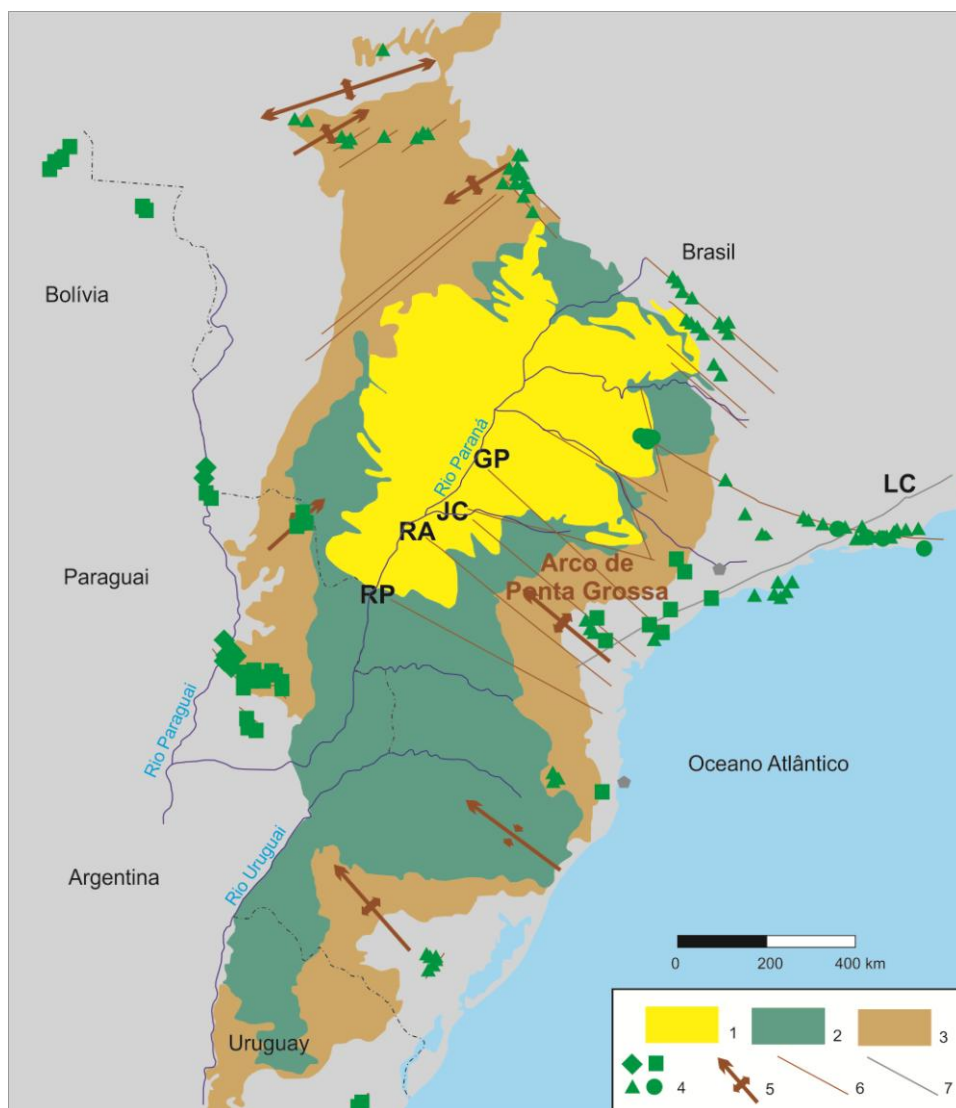 Brasil
Bolívia
Rio Paraná
GP
LC
JC
RA
Arco de
Ponta Grossa
Paraguai
RP
Rio Paraguai
Oceano Atlântico
Rio Uruguai
Argentina
0 200 400 km
1 2 3
Uruguay
4 5 6 7